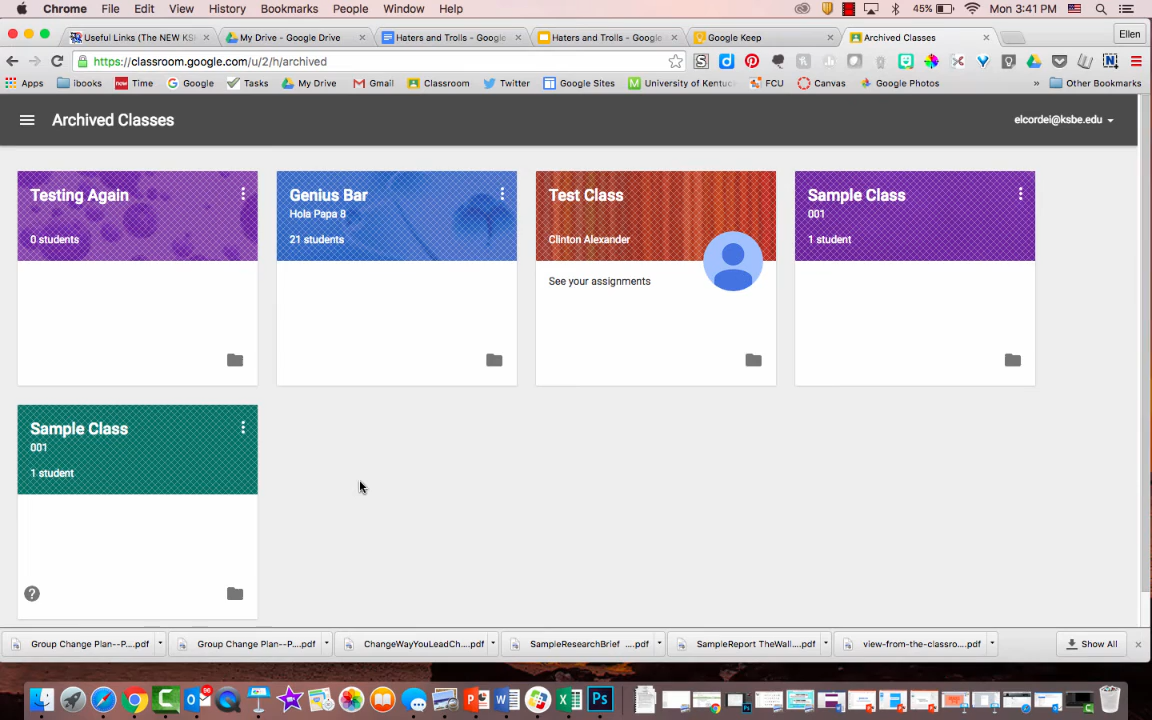 Chrome File Edit View History Bookmarks People Window Help 45% Mon 3:41 PM
Useful Links (The NEW KS
My Drive - Google Drive
Haters and Trolls - Google
Haters and Trolls - Google
Google Keep
Archived Classes
Ellen
https://classroom.google.com/u/2/h/archived
Apps ibooks Time Google Tasks My Drive Gmail Classroom Twitter Google Sites University of Kentuc FCU Canvas Google Photos » Other Bookmarks
Archived Classes
elcordei@ksbe.edu
Testing Again
0 students
Genius Bar
Hola Papa 8
21 students
Test Class
Clinton Alexander
See your assignments
Sample Class
001
1 student
Sample Class
001
1 student
?
Group Change Plan--P....pdf
Group Change Plan--P....pdf
ChangeWayYouLeadCh....pdf
SampleResearchBrief ....pdf
SampleReport TheWall....pdf
view-from-the-classro....pdf
Show All